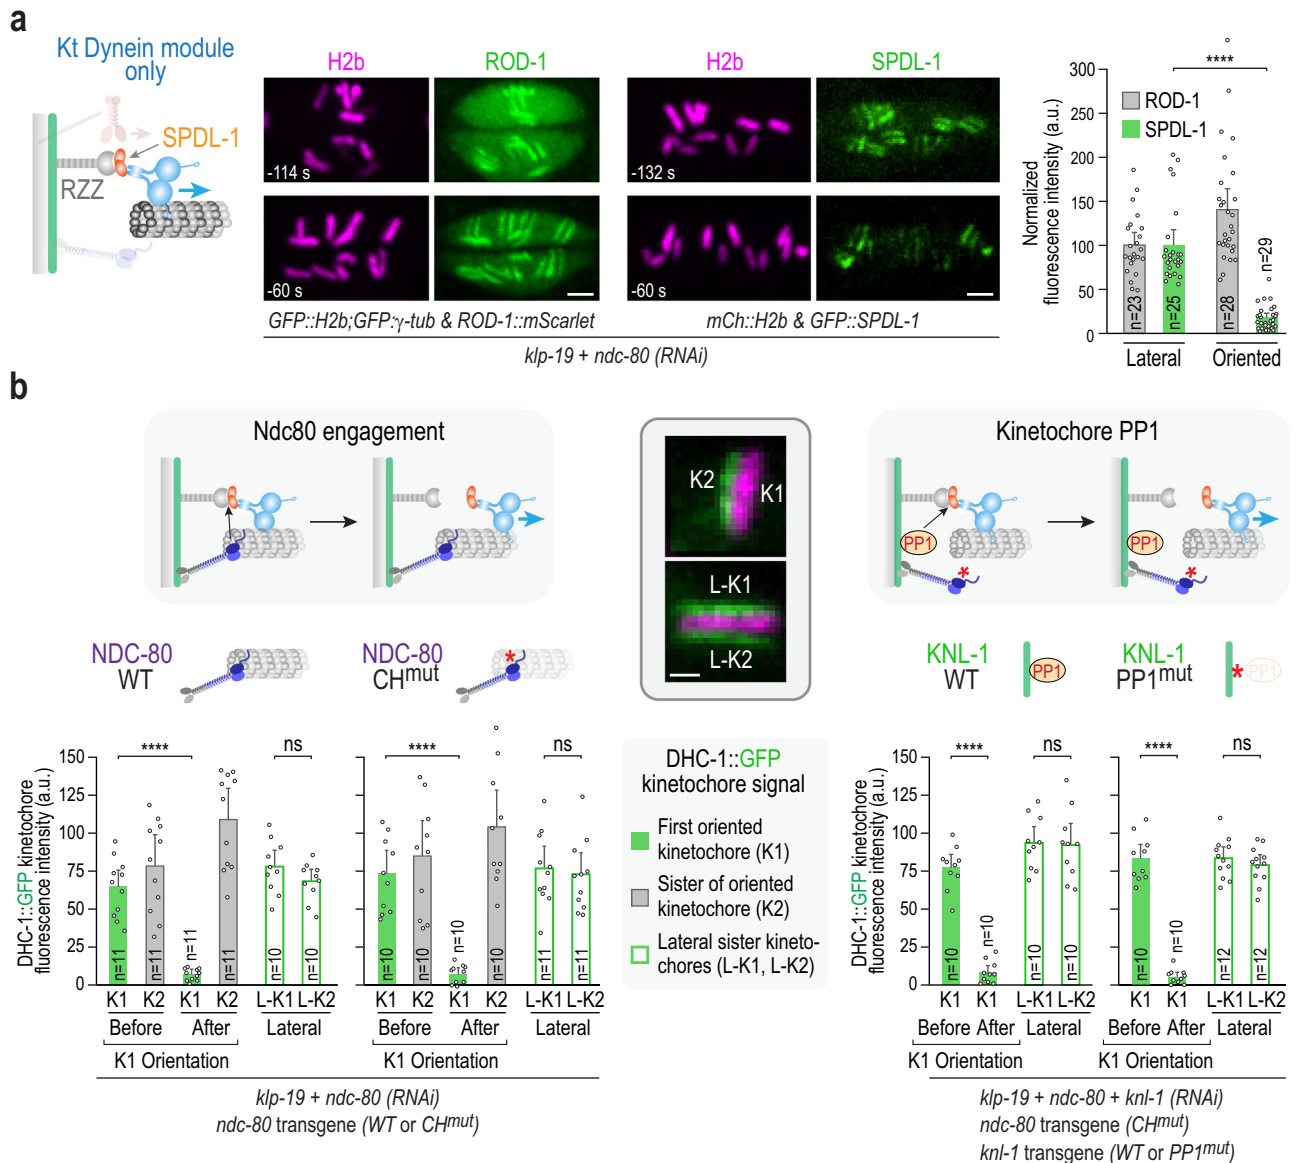 a
Kt Dynein module
only
SPDL-1
RZZ
H2b
ROD-1
H2b
SPDL-1
-114 s
-132 s
-60 s
-60 s
GFP::H2b;GFP:γ-tub & ROD-1::mScarlet
mCh::H2b & GFP::SPDL-1
klp-19 + ndc-80 (RNAi)
Normalized
fluorescence intensity (a.u.)
300
250
200
150
100
50
0
****
ROD-1
SPDL-1
n=23
n=25
n=28
n=29
Lateral
Oriented
b
Ndc80 engagement
K2
K1
L-K1
L-K2
Kinetochore PP1
PP1
PP1
*
*
NDC-80
WT
NDC-80
CHmut
*
KNL-1
WT
PP1
KNL-1
PP1mut
*
PP1
DHC-1::GFP kinetochore
fluorescence intensity (a.u.)
150
125
100
75
50
25
0
****
ns
n=11
n=11
n=11
n=11
n=10
n=10
K1
K2
K1
K2
L-K1
L-K2
Before
After
Lateral
K1 Orientation
****
ns
n=10
n=10
n=10
n=10
n=11
n=10
K1
K2
K1
K2
L-K1
L-K2
Before
After
Lateral
K1 Orientation
klp-19 + ndc-80 (RNAi)
ndc-80 transgene (WT or CHmut)
DHC-1::GFP
kinetochore signal
First oriented
kinetochore (K1)
Sister of oriented
kinetochore (K2)
Lateral sister kineto-
chores (L-K1, L-K2)
DHC-1::GFP kinetochore
fluorescence intensity (a.u.)
150
125
100
75
50
25
0
****
ns
n=10
n=10
n=10
n=10
K1
K1
L-K1
L-K2
Before
After
Lateral
K1 Orientation
****
ns
n=10
n=10
n=12
n=12
K1
K1
L-K1
L-K2
Before
After
Lateral
K1 Orientation
klp-19 + ndc-80 + knl-1 (RNAi)
ndc-80 transgene (CHmut)
knl-1 transgene (WT or PP1mut)